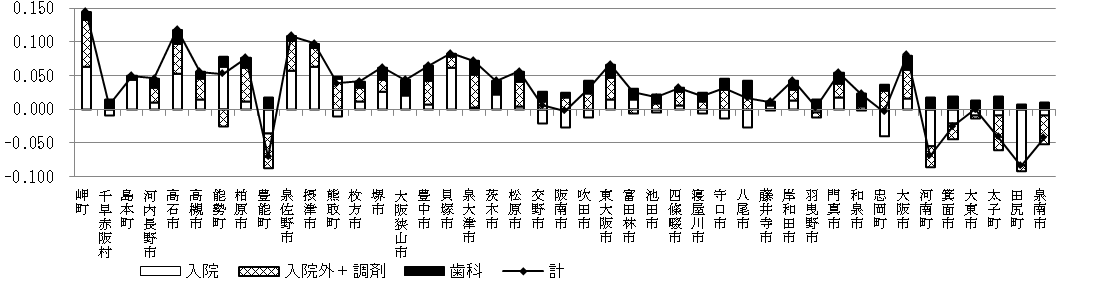 0.150
0.100
0.050
0.000
-0.050
-0.100
岬町
千早赤阪村
島本町
河内長野市
高石市
高槻市
能勢町
柏原市
豊能町
泉佐野市
摂津市
熊取町
枚方市
堺市
大阪狭山市
豊中市
貝塚市
泉大津市
茨木市
松原市
交野市
阪南市
吹田市
東大阪市
富田林市
池田市
四條畷市
寝屋川市
守口市
八尾市
藤井寺市
岸和田市
羽曳野市
門真市
和泉市
忠岡町
大阪市
河南町
箕面市
大東市
太子町
田尻町
泉南市
入院 入院外＋調剤 歯科 計